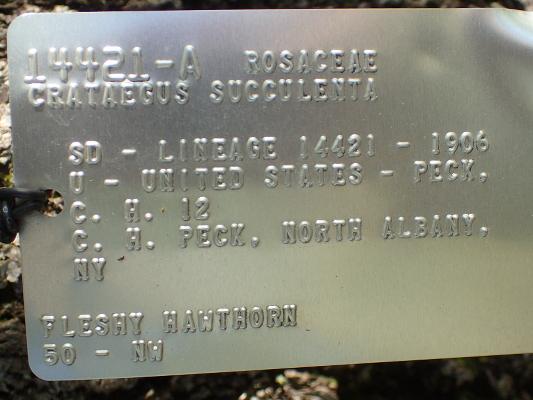 14421-A ROSACEAE
CRATAEGUS SUCCULENTA
SD - LINEAGE 14421 - 1906
U - UNITED STATES - PECK,
C. H. 12
C. H. PECK, NORTH ALBANY,
NY
FLESHY HAWTHORN
50 - NW